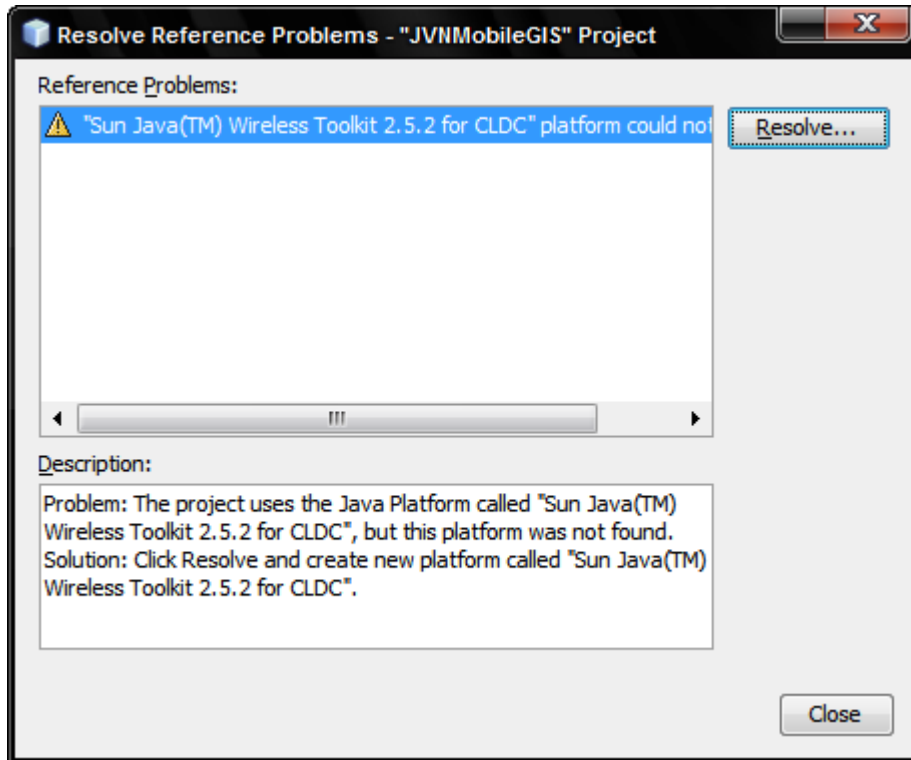 Resolve Reference Problems - "JVNMobileGIS" Project
Reference Problems:
"Sun Java(TM) Wireless Toolkit 2.5.2 for CLDC" platform could not
Resolve...
Description:
Problem: The project uses the Java Platform called "Sun Java(TM)
Wireless Toolkit 2.5.2 for CLDC", but this platform was not found.
Solution: Click Resolve and create new platform called "Sun Java(TM)
Wireless Toolkit 2.5.2 for CLDC".
Close